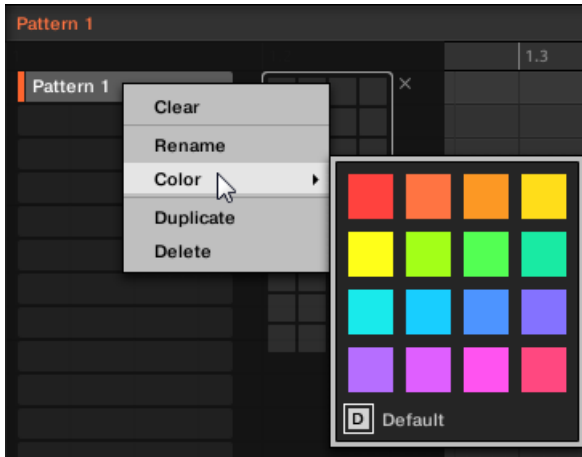 Pattern 1
1.3
Pattern 1
Clear
Rename
Color
Duplicate
Delete
D Default